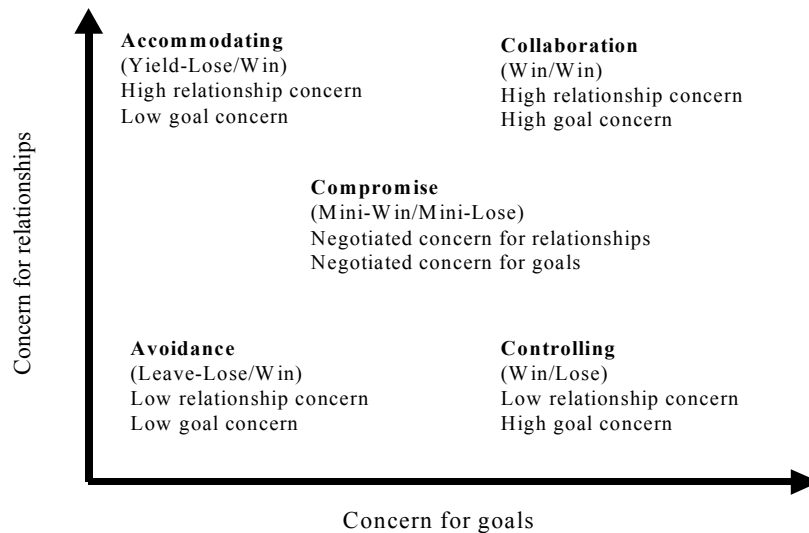 Accommodating
(Yield-Lose/Win)
High relationship concern
Low goal concern
Collaboration
(Win/Win)
High relationship concern
High goal concern
Compromise
(Mini-Win/Mini-Lose)
Negotiated concern for relationships
Negotiated concern for goals
Avoidance
(Leave-Lose/Win)
Low relationship concern
Low goal concern
Controlling
(Win/Lose)
Low relationship concern
High goal concern
Concern for relationships
Concern for goals